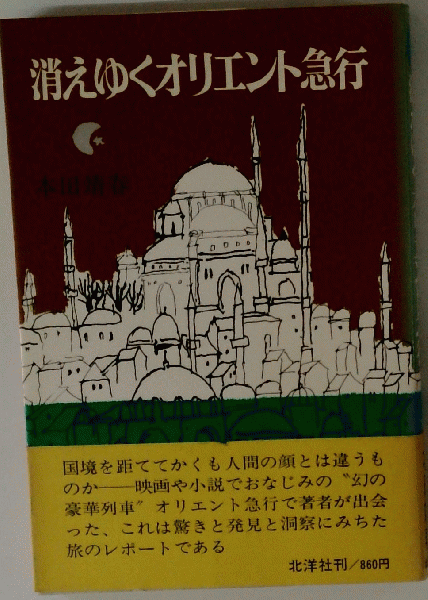 消えゆくオリエント急行
本田靖春
国境を距ててかくも人間の顔とは違うも
のか——映画や小説でおなじみの〝幻の
豪華列車〟オリエント急行で著者が出会
った、これは驚きと発見と洞察にみちた
旅のレポートである
北洋社刊／860円